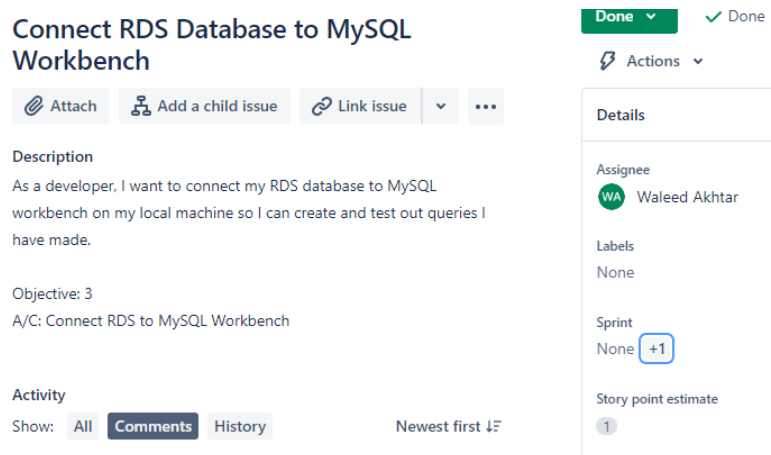 Connect RDS Database to MySQL
Workbench
Attach
Add a child issue
Link issue
Description
As a developer, I want to connect my RDS database to MySQL
workbench on my local machine so I can create and test out queries I
have made.
Objective: 3
A/C: Connect RDS to MySQL Workbench
Activity
Show: All Comments History Newest first
Done Done
Actions
Details
Assignee
WA Waleed Akhtar
Labels
None
Sprint
None +1
Story point estimate
1